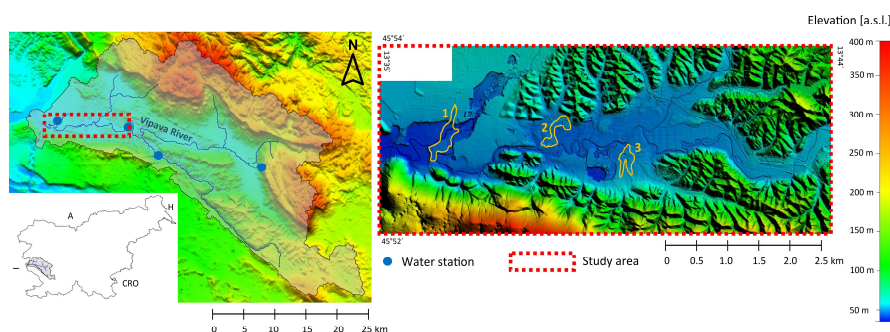 Elevation [a.s.l.]
45°54′
13°35′
13°44′
400 m
350 m
300 m
250 m
200 m
150 m
100 m
50 m
N
Vipava River
1
2
3
45°52′
A
H
I
CRO
Water station
Study area
0 0.5 1.0 1.5 2.0 2.5 km
0 5 10 15 20 25 km